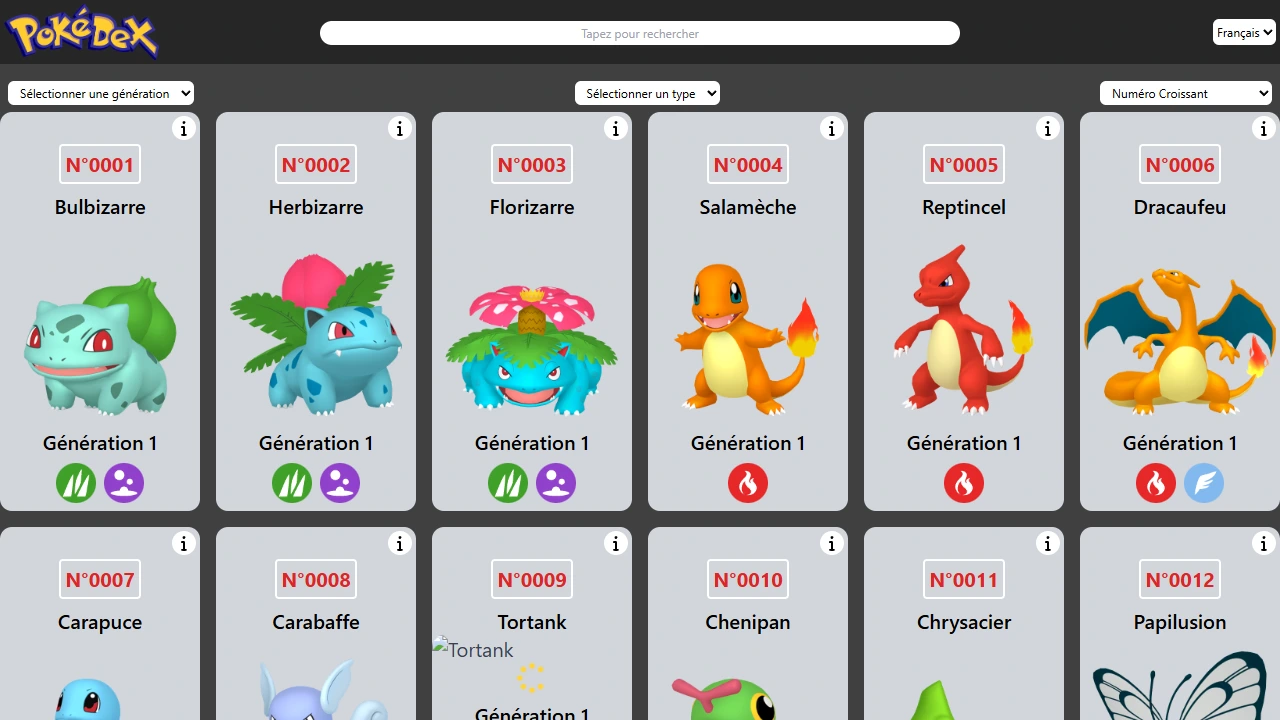 POKéDEX
Tapez pour rechercher
Français
Sélectionner une génération
Sélectionner un type
Numéro Croissant
i i i i i i
N°0001 N°0002 N°0003 N°0004 N°0005 N°0006
Bulbizarre Herbizarre Florizarre Salamèche Reptincel Dracaufeu
Génération 1 Génération 1 Génération 1 Génération 1 Génération 1 Génération 1
i i i i i i
N°0007 N°0008 N°0009 N°0010 N°0011 N°0012
Carapuce Carabaffe Tortank Chenipan Chrysacier Papilusion
Tortank
Génération 1